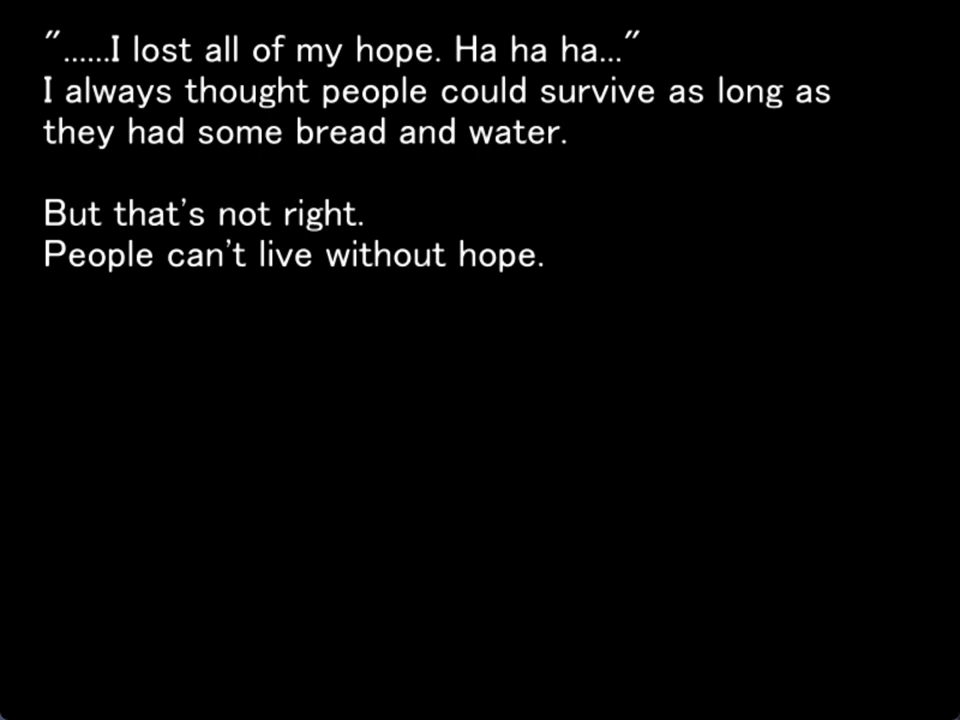 "......I lost all of my hope. Ha ha ha..."
I always thought people could survive as long as
they had some bread and water.
But that's not right.
People can't live without hope.